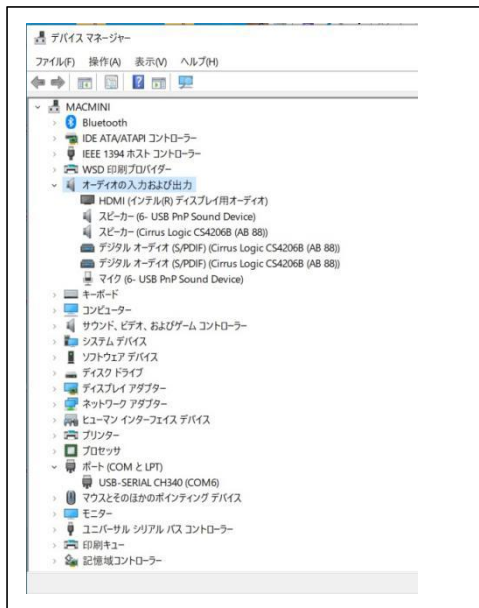 デバイス マネージャー
ファイル(F) 操作(A) 表示(V) ヘルプ(H)
MACMINI
Bluetooth
IDE ATA/ATAPI コントローラー
IEEE 1394 ホスト コントローラー
WSD 印刷プロバイダー
オーディオの入力および出力
HDMI (インテル(R) ディスプレイ用オーディオ)
スピーカー (6- USB PnP Sound Device)
スピーカー (Cirrus Logic CS4206B (AB 88))
デジタル オーディオ (S/PDIF) (Cirrus Logic CS4206B (AB 88))
デジタル オーディオ (S/PDIF) (Cirrus Logic CS4206B (AB 88))
マイク (6- USB PnP Sound Device)
キーボード
コンピューター
サウンド、ビデオ、およびゲーム コントローラー
システム デバイス
ソフトウェア デバイス
ディスク ドライブ
ディスプレイ アダプター
ネットワーク アダプター
ヒューマン インターフェイス デバイス
プリンター
プロセッサ
ポート (COM と LPT)
USB-SERIAL CH340 (COM6)
マウスとそのほかのポインティング デバイス
モニター
ユニバーサル シリアル バス コントローラー
印刷キュー
記憶域コントローラー